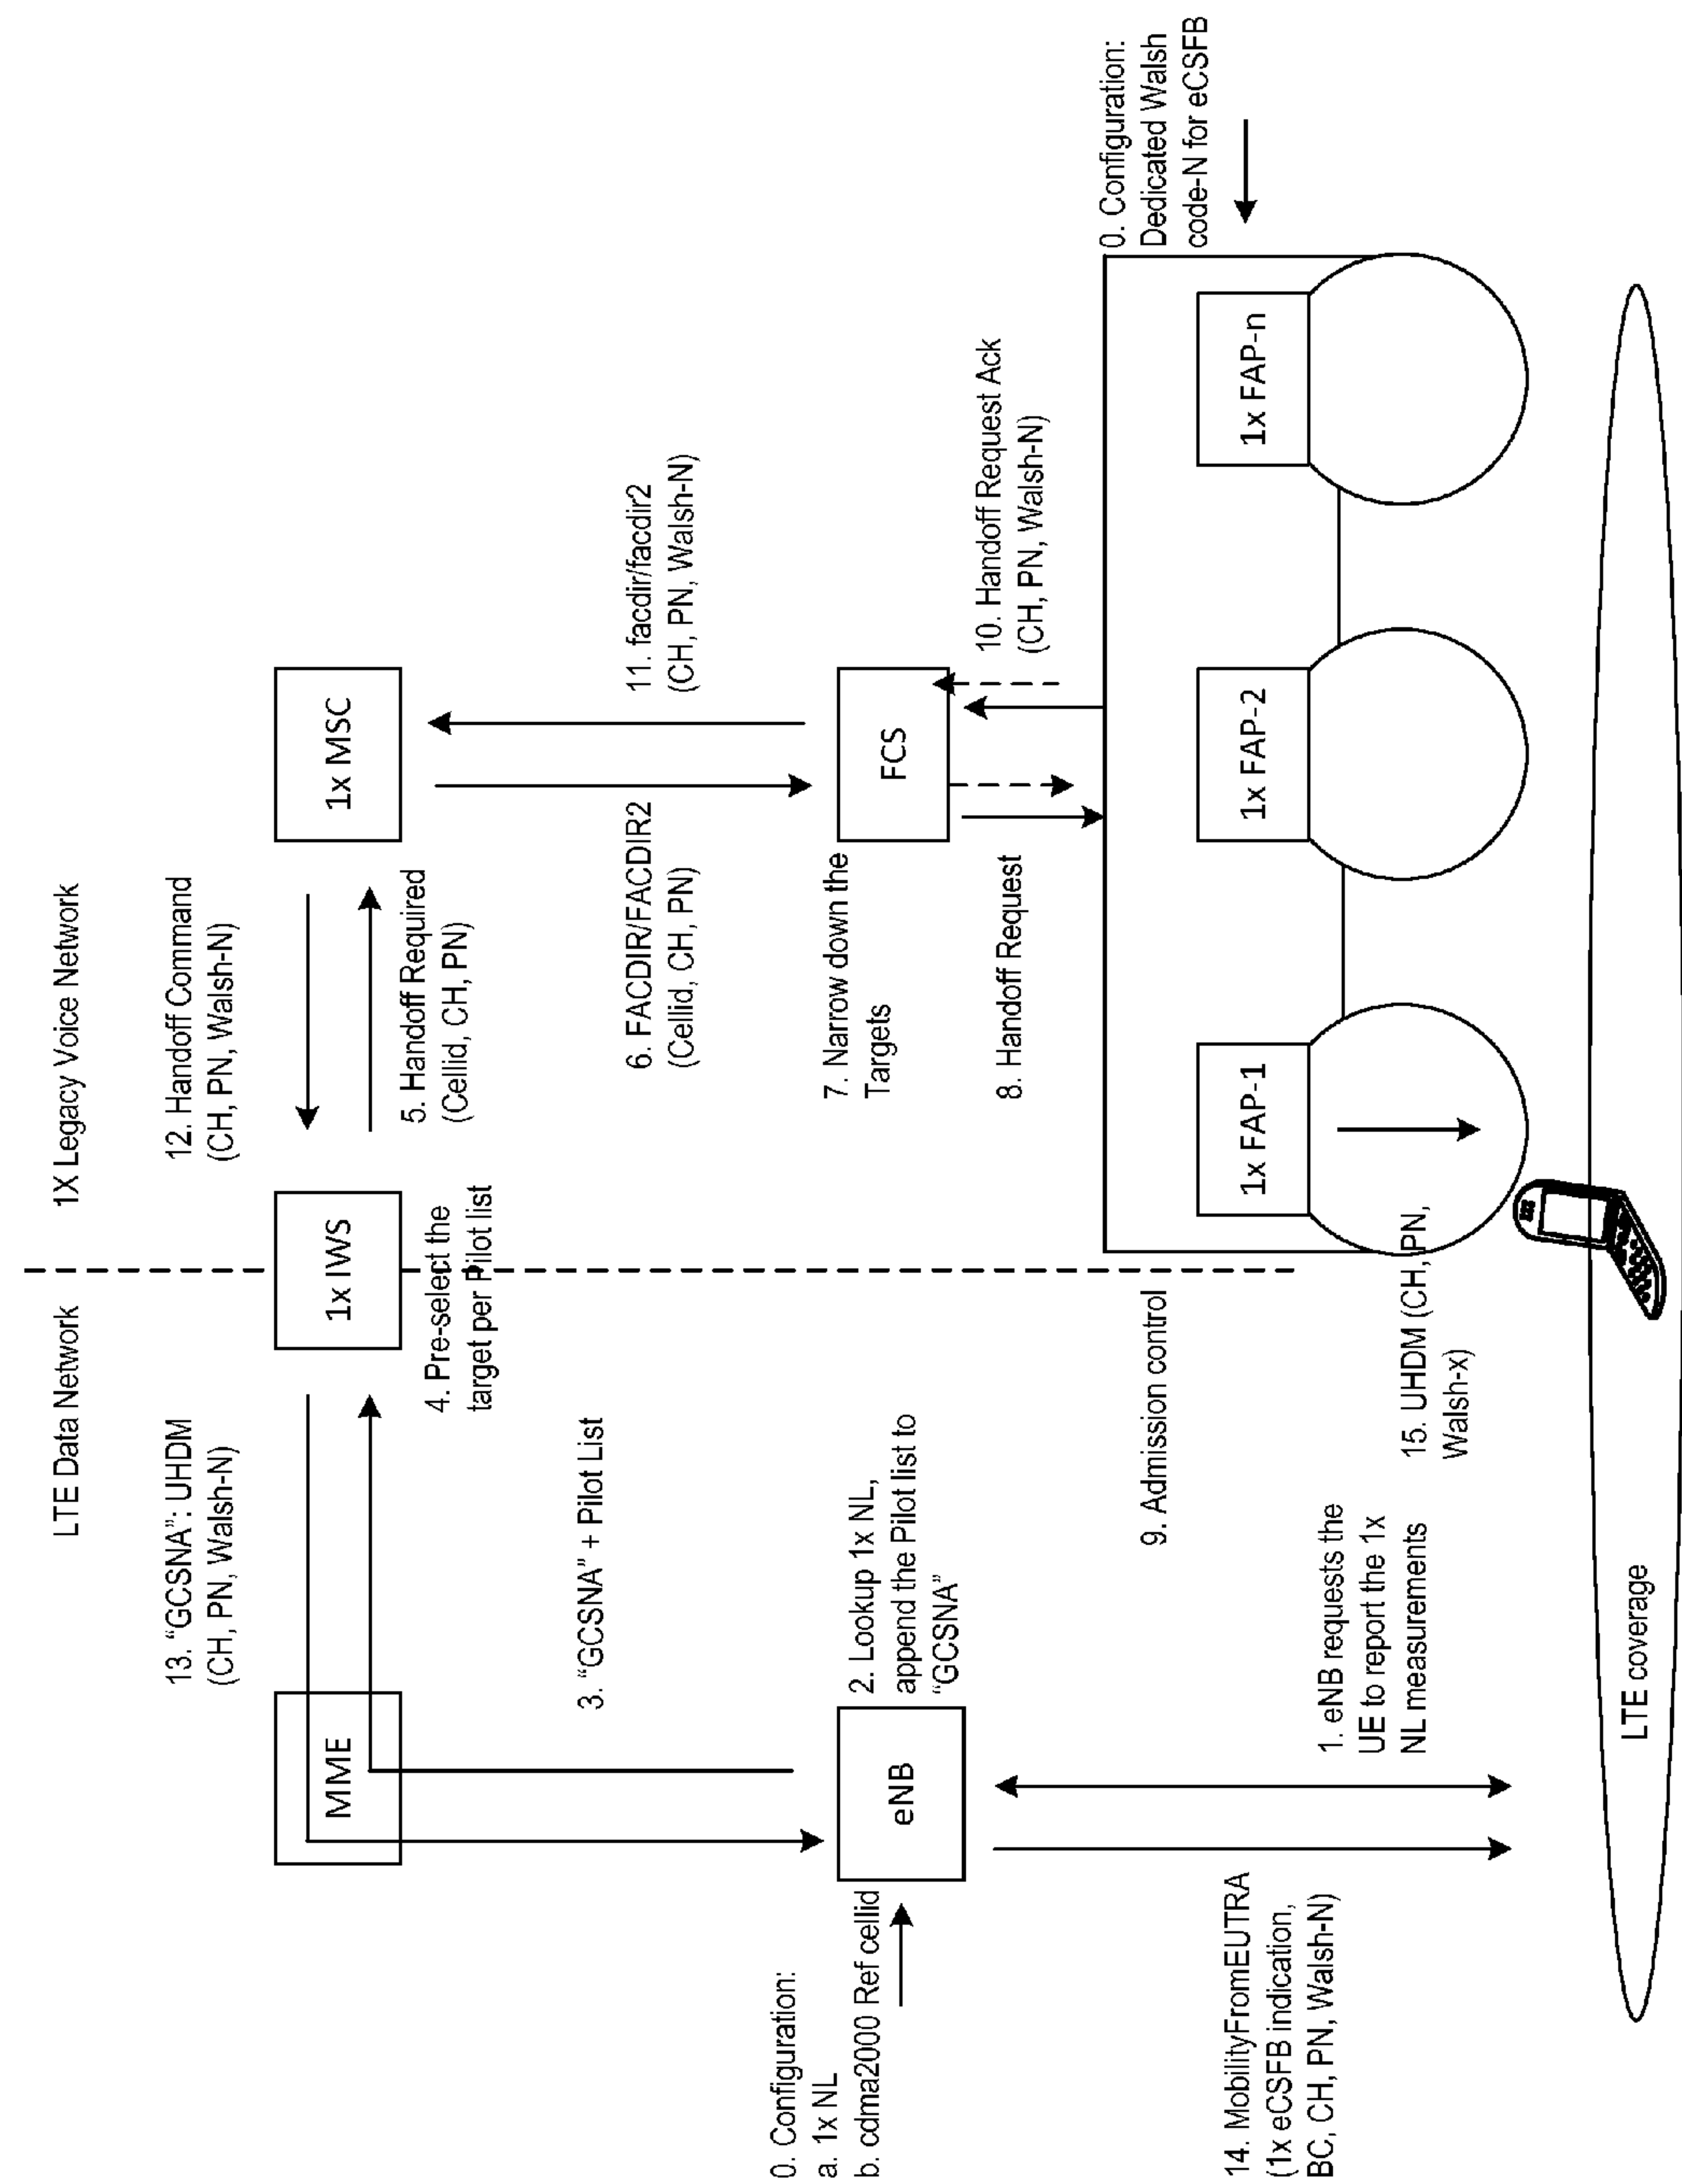 LTE Data Network
1X Legacy Voice Network
13. “GCSNA”: UHDM
(CH, PN, Walsh-N)
12. Handoff Command
(CH, PN, Walsh-N)
MME
1x IWS
1x MSC
4. Pre-select the
target per Pilot list
5. Handoff Required
(Cellid, CH, PN)
3. “GCSNA” + Pilot List
6. FACDIR/FACDIR2
(Cellid, CH, PN)
11. facdir/facdir2
(CH, PN, Walsh-N)
0. Configuration:
a. 1x NL
b. cdma2000 Ref cellid
eNB
2. Lookup 1x NL,
append the Pilot list to
“GCSNA”
7. Narrow down the
Targets
FCS
8. Handoff Request
10. Handoff Request Ack
(CH, PN, Walsh-N)
9. Admission control
0. Configuration:
Dedicated Walsh
code-N for eCSFB
14. MobilityFromEUTRA
(1x eCSFB indication,
BC, CH, PN, Walsh-N)
1. eNB requests the
UE to report the 1x
NL measurements
1x FAP-1
1x FAP-2
1x FAP-n
15. UHDM (CH, PN,
Walsh-x)
LTE coverage